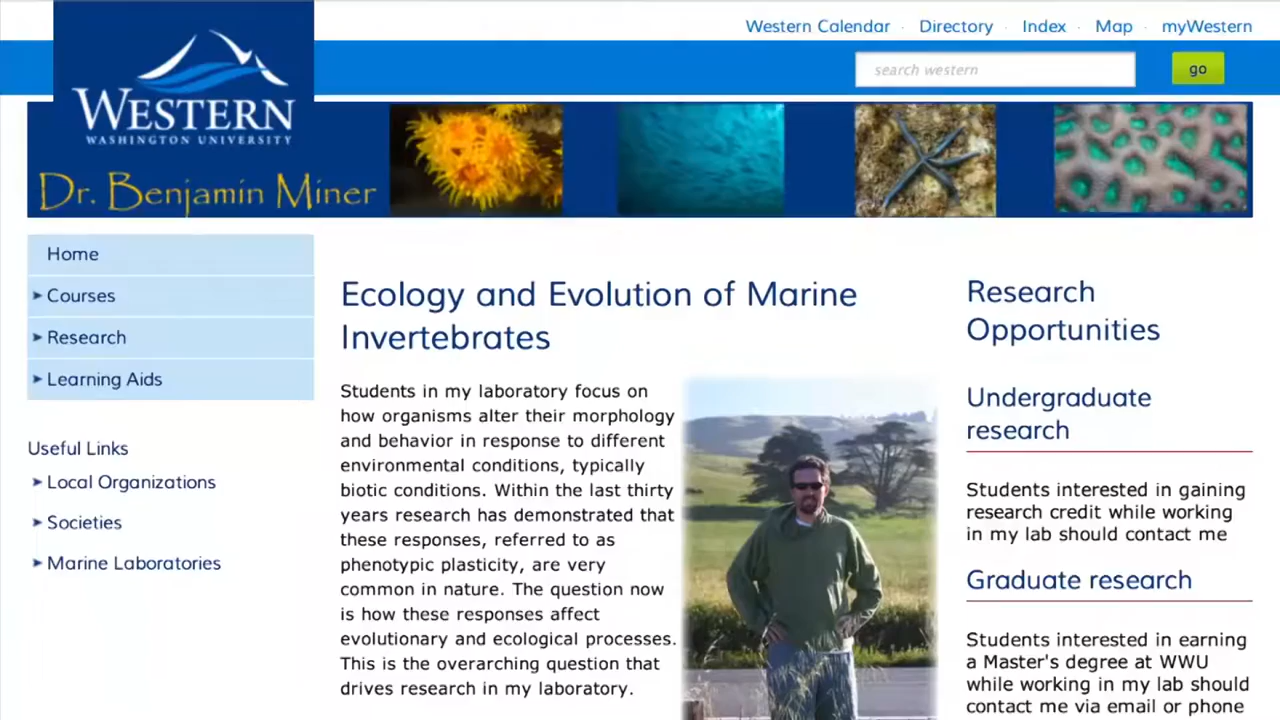 Western Calendar · Directory · Index · Map · myWestern
search western
go
WESTERN
WASHINGTON UNIVERSITY
Dr. Benjamin Miner
Home
Courses
Research
Learning Aids
Useful Links
Local Organizations
Societies
Marine Laboratories
Ecology and Evolution of Marine
Invertebrates
Students in my laboratory focus on
how organisms alter their morphology
and behavior in response to different
environmental conditions, typically
biotic conditions. Within the last thirty
years research has demonstrated that
these responses, referred to as
phenotypic plasticity, are very
common in nature. The question now
is how these responses affect
evolutionary and ecological processes.
This is the overarching question that
drives research in my laboratory.
Research
Opportunities
Undergraduate
research
Students interested in gaining
research credit while working
in my lab should contact me
Graduate research
Students interested in earning
a Master's degree at WWU
while working in my lab should
contact me via email or phone